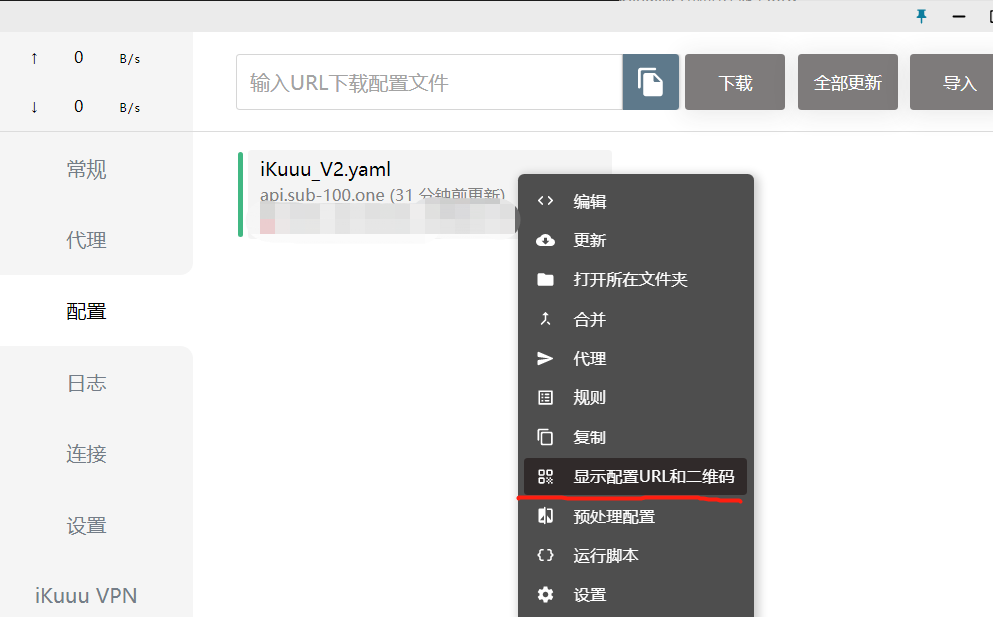 ↑ 0 B/s
↓ 0 B/s
输入URL下载配置文件
下载
全部更新
导入
常规
代理
配置
日志
连接
设置
iKuuu VPN
iKuuu_V2.yaml
api.sub-100.one (31 分钟前更新)
编辑
更新
打开所在文件夹
合并
代理
规则
复制
显示配置URL和二维码
预处理配置
运行脚本
设置